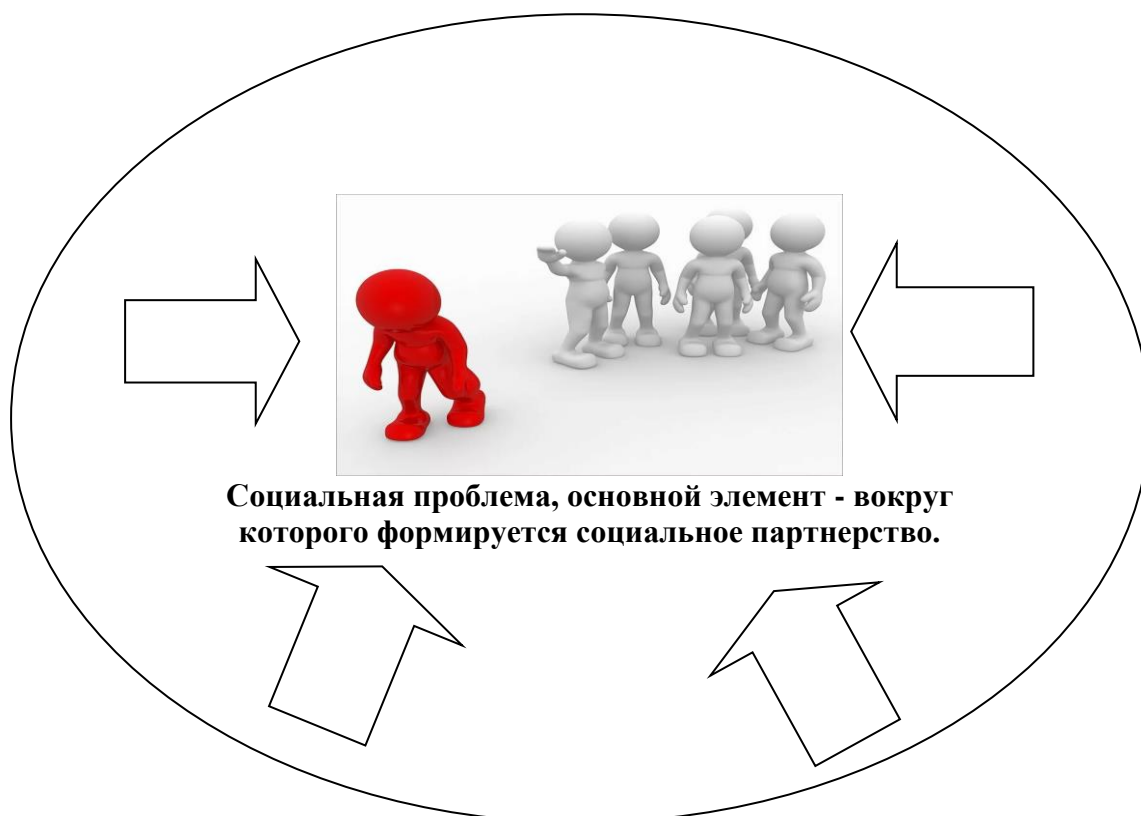 Социальная проблема, основной элемент - вокруг
которого формируется социальное партнерство.